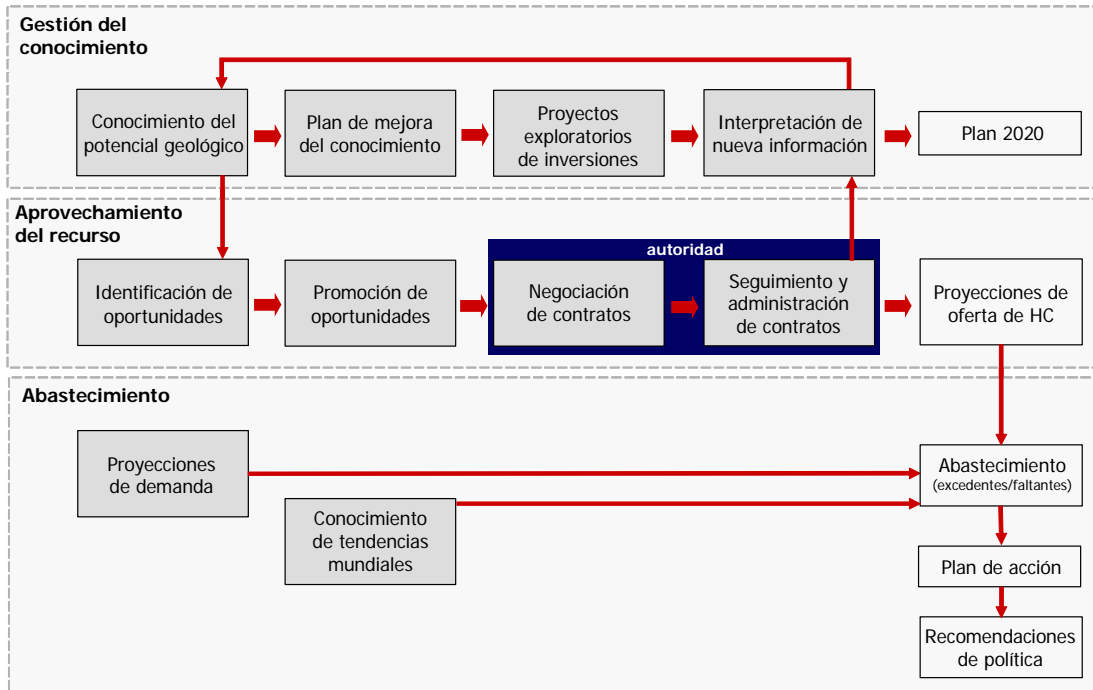 Gestión del
conocimiento
Conocimiento del
potencial geológico
Plan de mejora
del conocimiento
Proyectos
exploratorios
de inversiones
Interpretación de
nueva información
Plan 2020
Aprovechamiento
del recurso
autoridad
Identificación de
oportunidades
Promoción de
oportunidades
Negociación
de contratos
Seguimiento y
administración
de contratos
Proyecciones de
oferta de HC
Abastecimiento
Proyecciones
de demanda
Conocimiento
de tendencias
mundiales
Abastecimiento
(excedentes/faltantes)
Plan de acción
Recomendaciones
de política